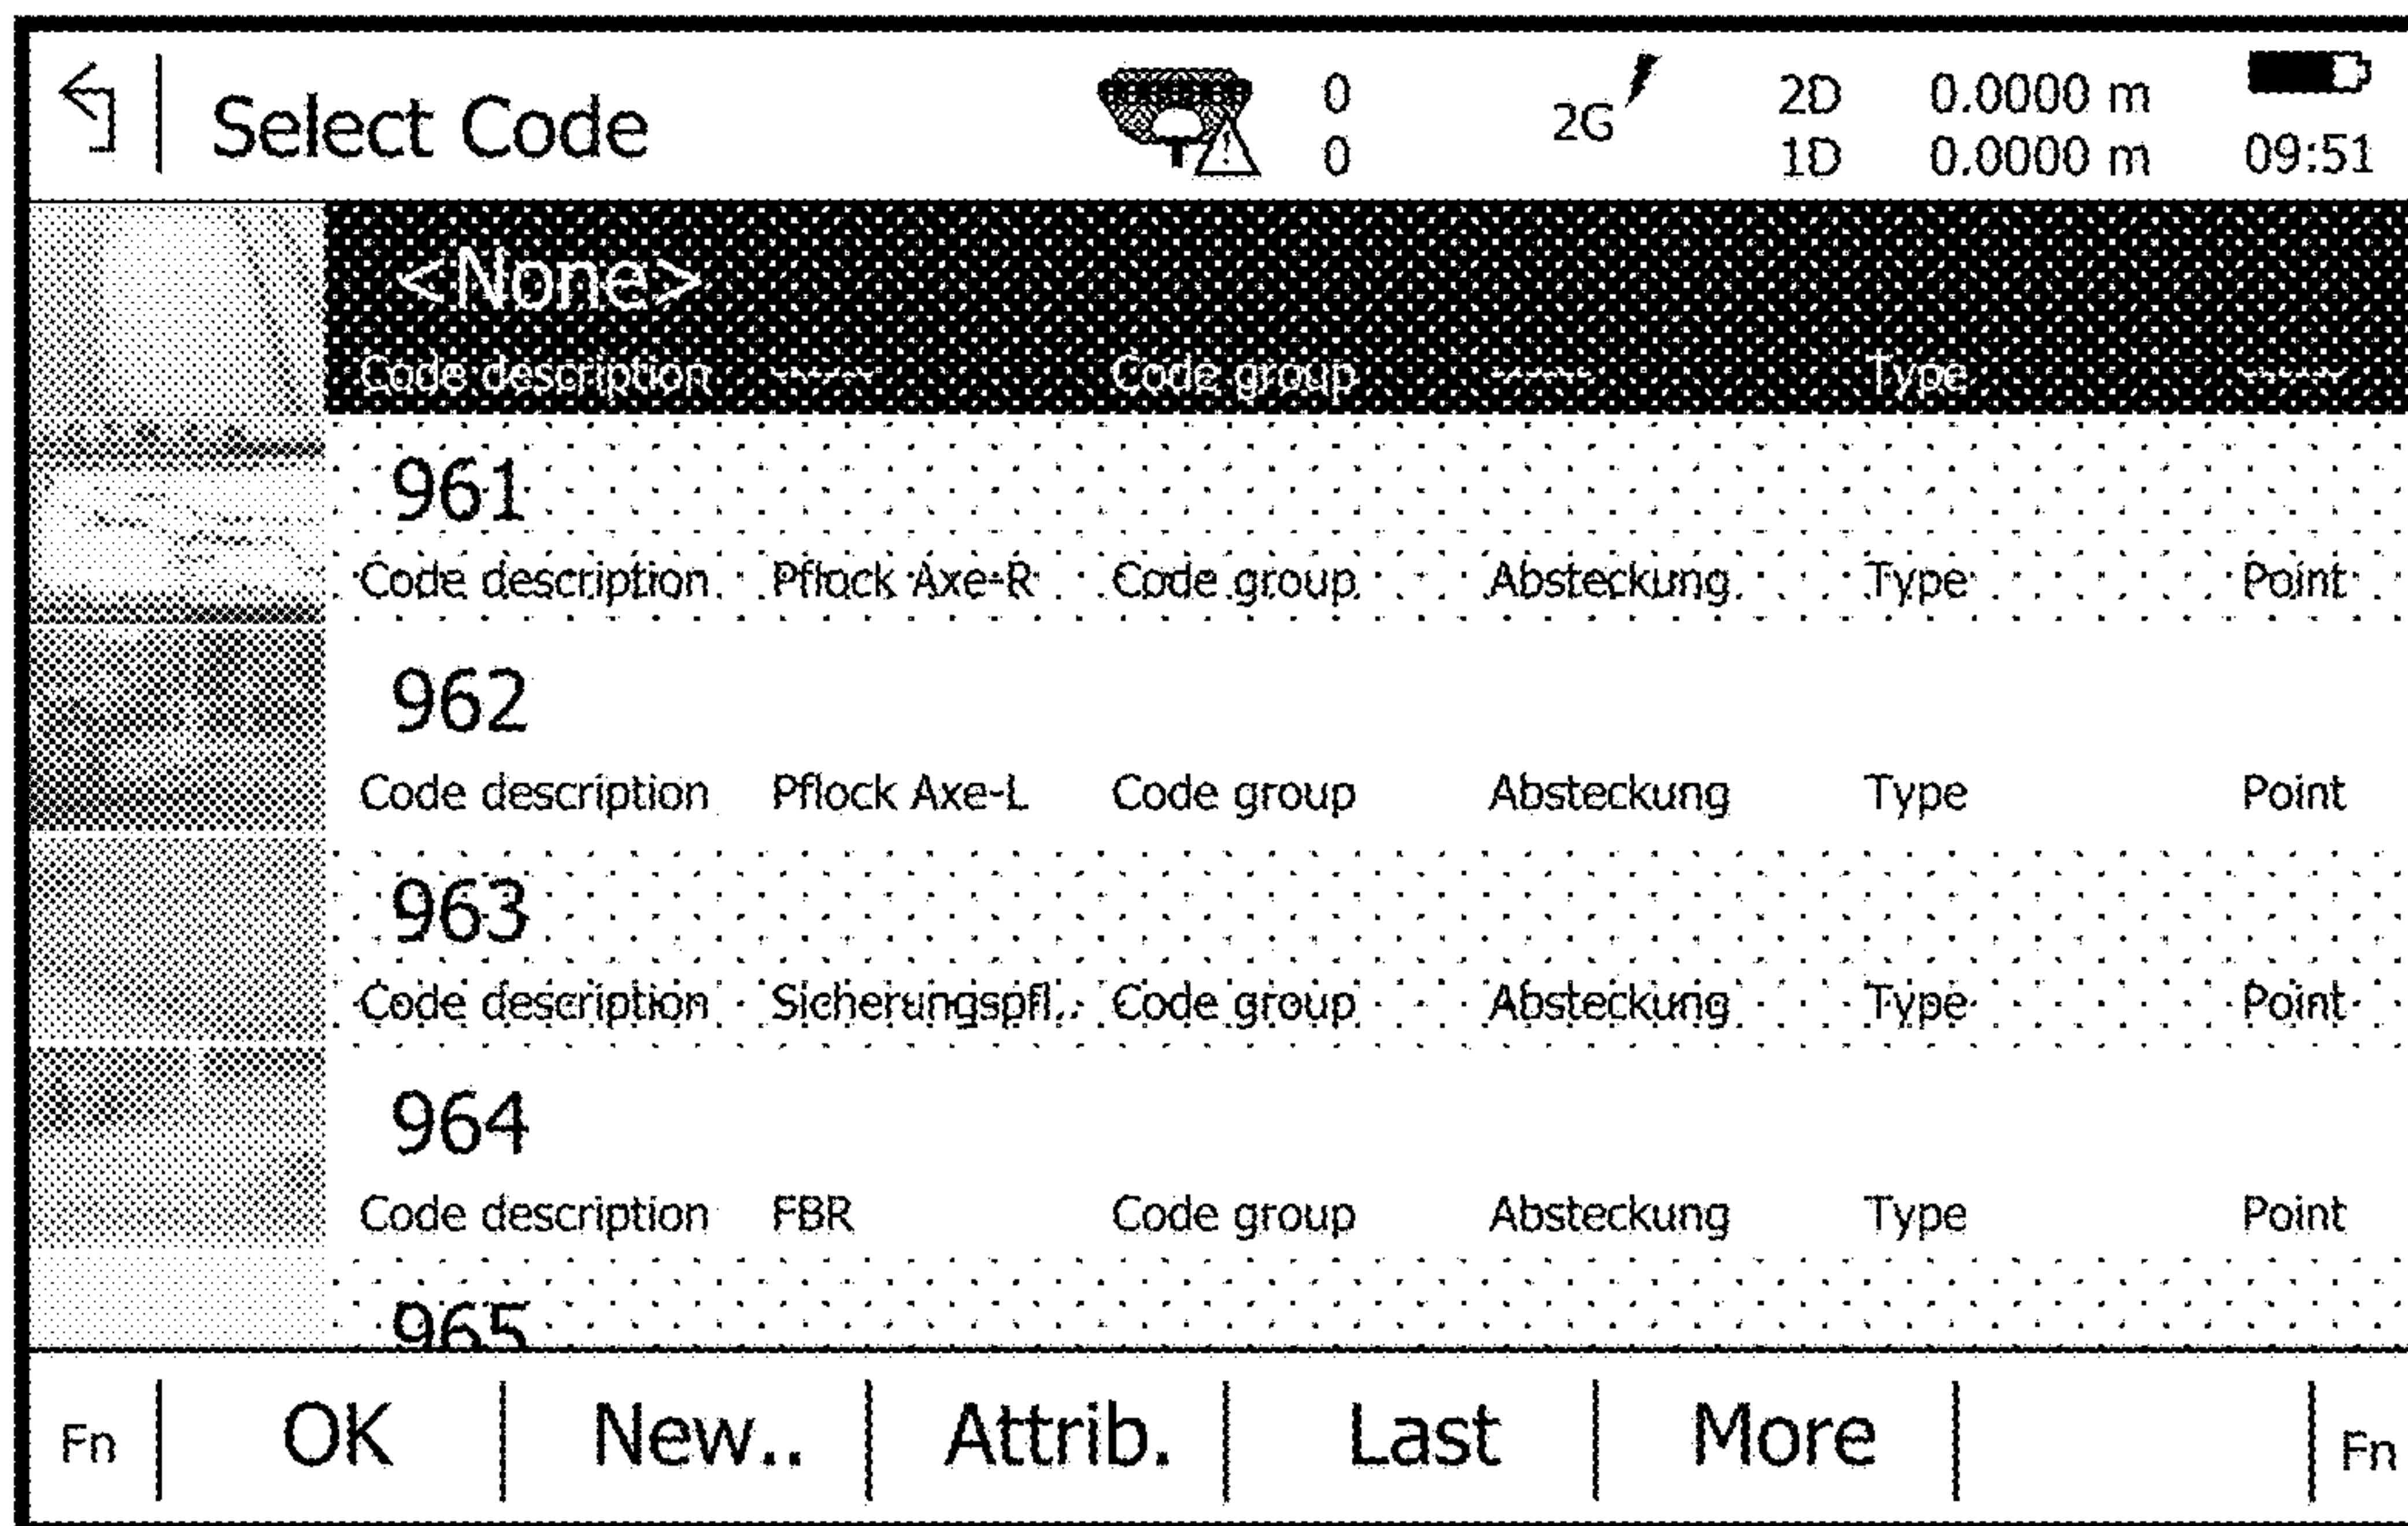 Select Code 0 2G 2D 0.0000 m
0 1D 0.0000 m 09:51
<None>
Code description ----- Code group ----- Type -----
961
Code description Pflock Axe-R Code group Absteckung Type Point
962
Code description Pflock Axe-L Code group Absteckung Type Point
963
Code description Sicherungspfl.. Code group Absteckung Type Point
964
Code description FBR Code group Absteckung Type Point
965
Fn OK New.. Attrib. Last More Fn